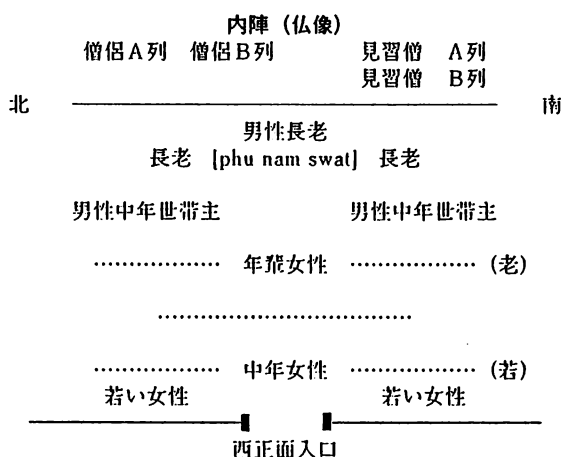 内陣（仏像）
僧侶A列 僧侶B列 見習僧 A列
見習僧 B列
北 南
男性長老
長老 [phu nam swat] 長老
男性中年世帯主 男性中年世帯主
……………… 年輩女性 ……………… (老)
………………………………
……………… 中年女性 ……………… (若)
若い女性 若い女性
西正面入口